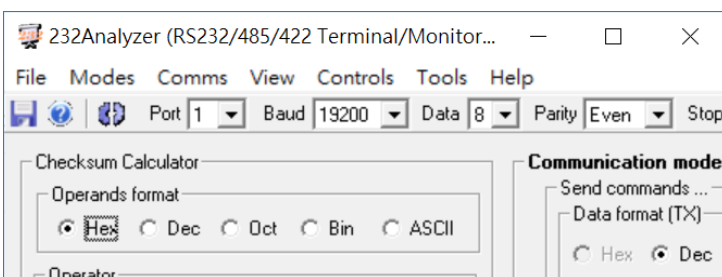 232Analyzer (RS232/485/422 Terminal/Monitor...
File Modes Comms View Controls Tools Help
Port 1 Baud 19200 Data 8 Parity Even Stop
Checksum Calculator
Operands format
Hex Dec Oct Bin ASCII
Operator
Communication mode
Send commands ...
Data format (TX)
Hex Dec